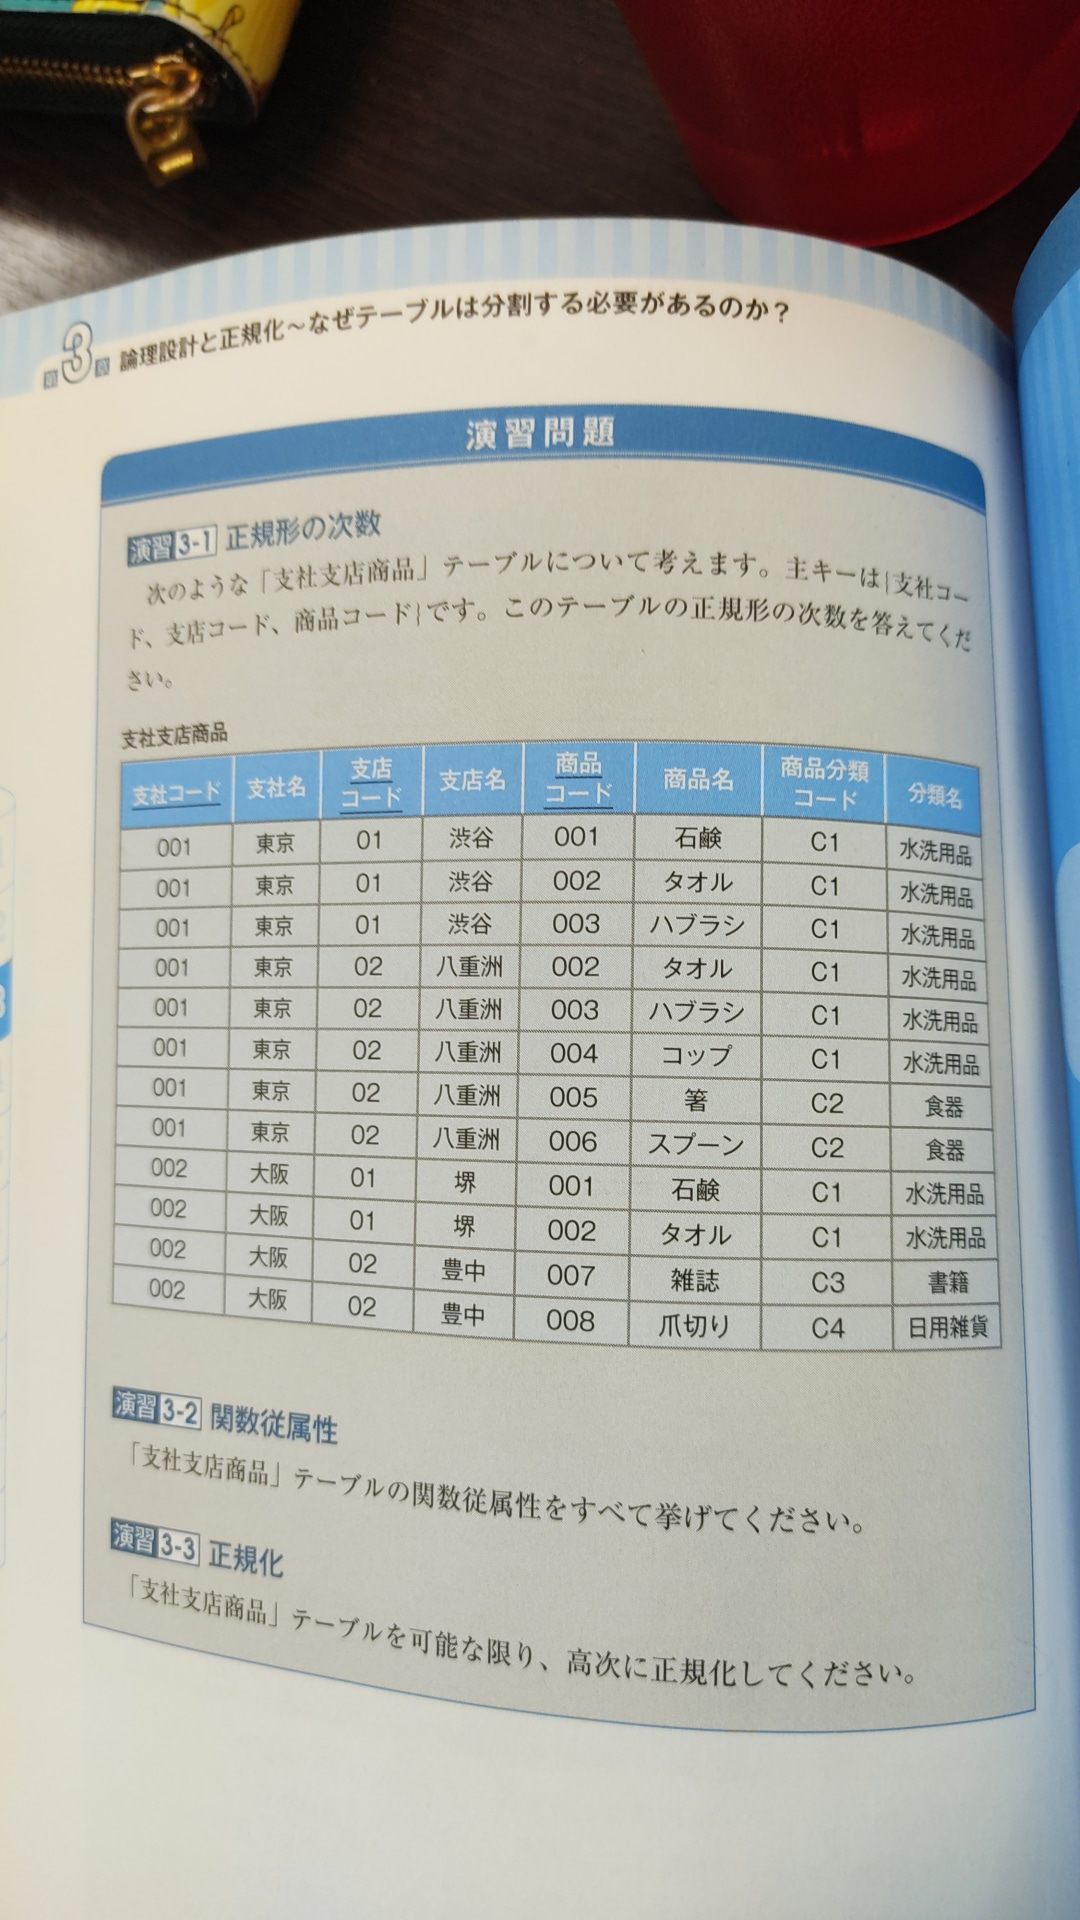 第3章 論理設計と正規化～なぜテーブルは分割する必要があるのか？
演習問題
演習 3-1 正規形の次数
次のような「支社支店商品」テーブルについて考えます。主キーは{支社コー
ド、支店コード、商品コード}です。このテーブルの正規形の次数を答えてくだ
さい。
支社支店商品
支社コード 支社名 支店コード 支店名 商品コード 商品名 商品分類コード 分類名
001 東京 01 渋谷 001 石鹸 C1 水洗用品
001 東京 01 渋谷 002 タオル C1 水洗用品
001 東京 01 渋谷 003 ハブラシ C1 水洗用品
001 東京 02 八重洲 002 タオル C1 水洗用品
001 東京 02 八重洲 003 ハブラシ C1 水洗用品
001 東京 02 八重洲 004 コップ C1 水洗用品
001 東京 02 八重洲 005 箸 C2 食器
001 東京 02 八重洲 006 スプーン C2 食器
002 大阪 01 堺 001 石鹸 C1 水洗用品
002 大阪 01 堺 002 タオル C1 水洗用品
002 大阪 02 豊中 007 雑誌 C3 書籍
002 大阪 02 豊中 008 爪切り C4 日用雑貨
演習 3-2 関数従属性
「支社支店商品」テーブルの関数従属性をすべて挙げてください。
演習 3-3 正規化
「支社支店商品」テーブルを可能な限り、高次に正規化してください。